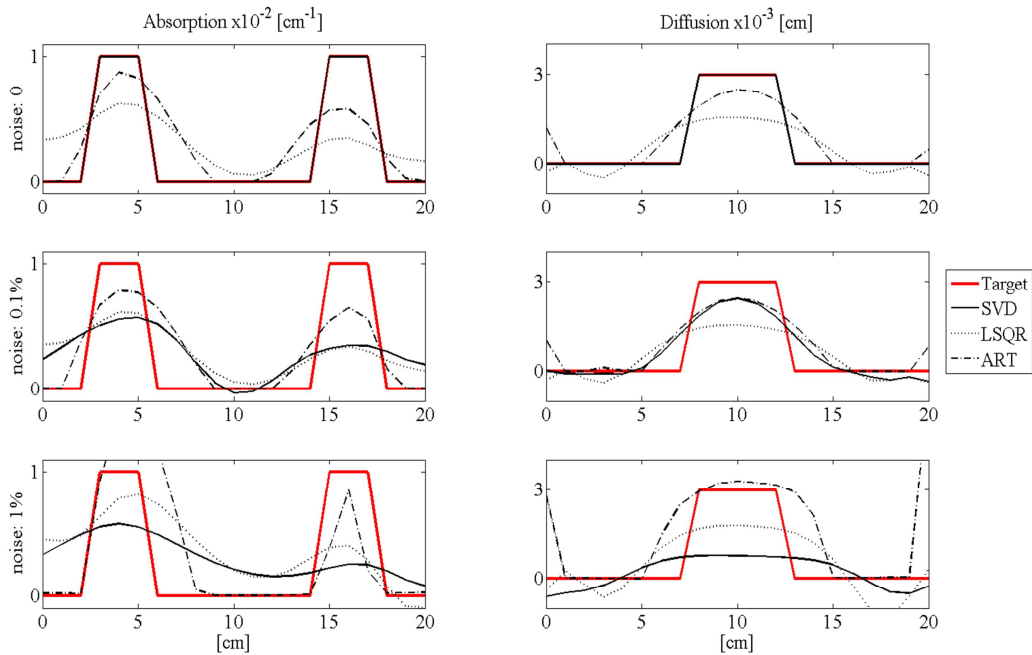 Absorption x10⁻² [cm⁻¹]
Diffusion x10⁻³ [cm]
noise: 0
1
0
0 5 10 15 20
3
0
0 5 10 15 20
noise: 0.1%
1
0
0 5 10 15 20
3
0
0 5 10 15 20
Target
SVD
LSQR
ART
noise: 1%
1
0
0 5 10 15 20
[cm]
3
0
0 5 10 15 20
[cm]